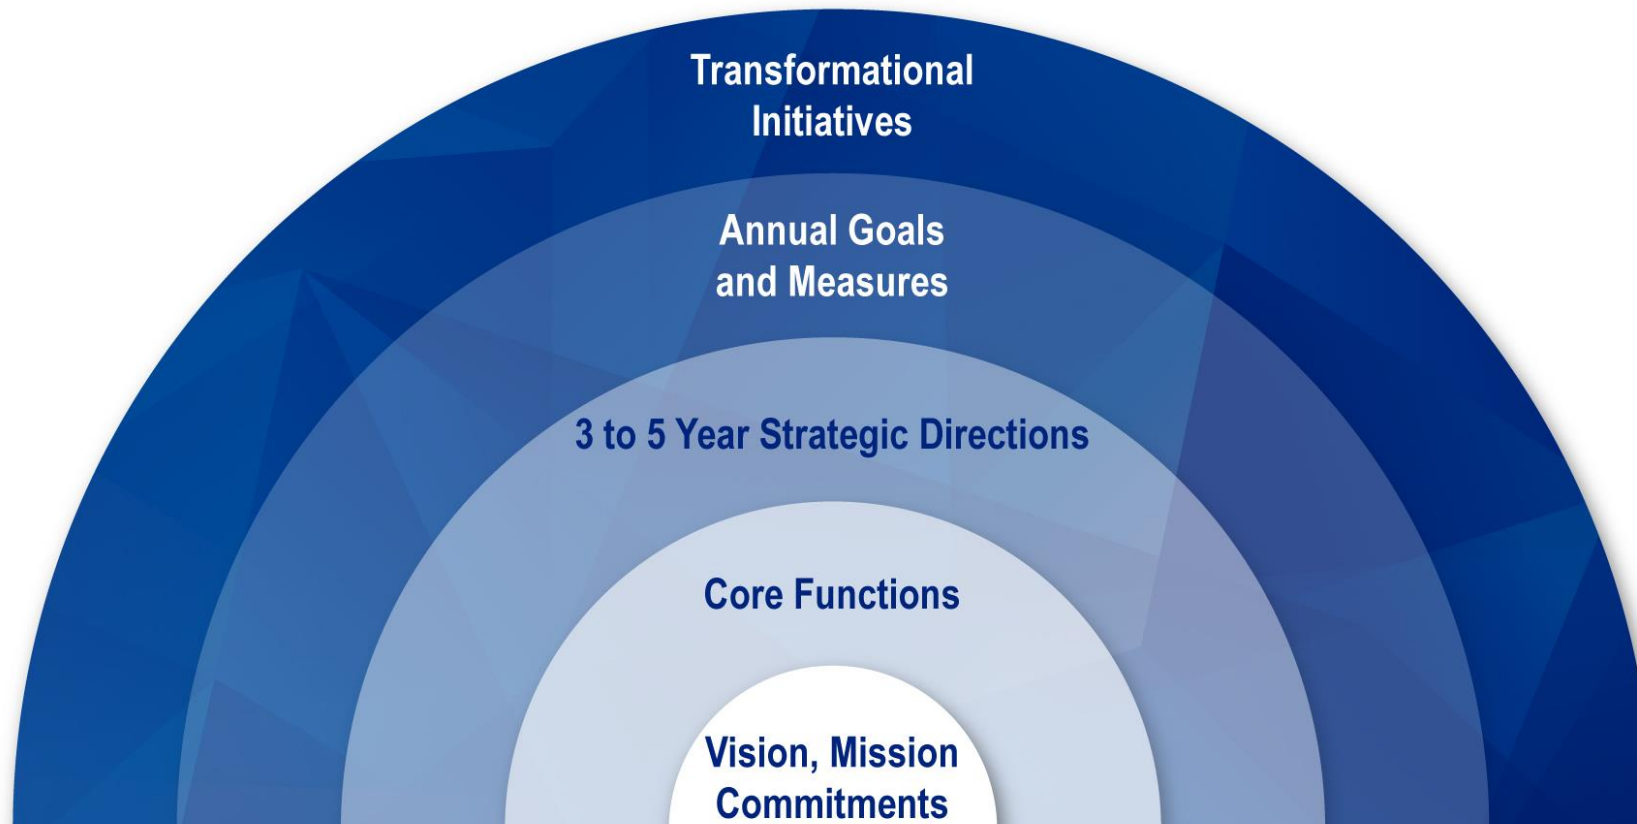 Transformational
Initiatives
Annual Goals
and Measures
3 to 5 Year Strategic Directions
Core Functions
Vision, Mission
Commitments